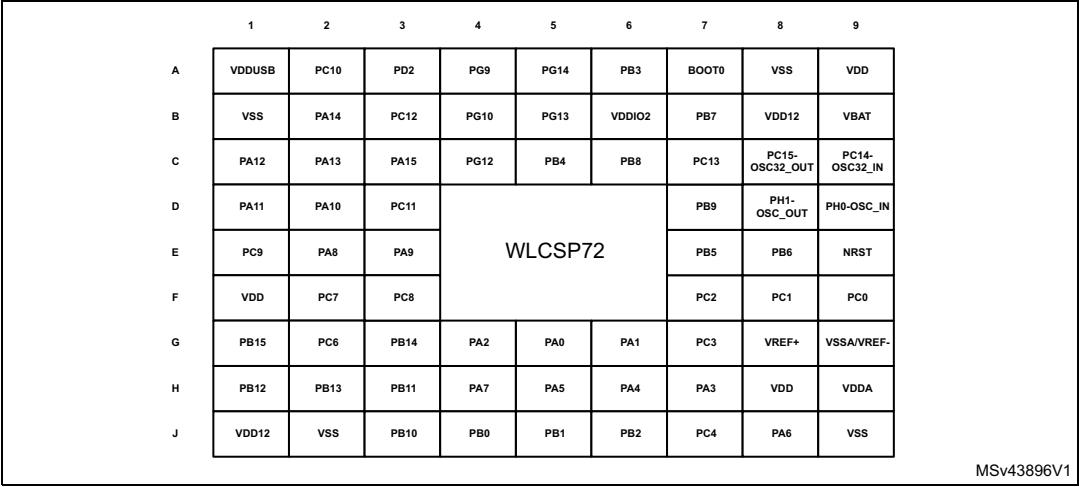 1 2 3 4 5 6 7 8 9
A VDDUSB PC10 PD2 PG9 PG14 PB3 BOOT0 VSS VDD
B VSS PA14 PC12 PG10 PG13 VDDIO2 PB7 VDD12 VBAT
C PA12 PA13 PA15 PG12 PB4 PB8 PC13 PC15-OSC32_OUT PC14-OSC32_IN
D PA11 PA10 PC11 PB9 PH1-OSC_OUT PH0-OSC_IN
E PC9 PA8 PA9 WLCSP72 PB5 PB6 NRST
F VDD PC7 PC8 PC2 PC1 PC0
G PB15 PC6 PB14 PA2 PA0 PA1 PC3 VREF+ VSSA/VREF-
H PB12 PB13 PB11 PA7 PA5 PA4 PA3 VDD VDDA
J VDD12 VSS PB10 PB0 PB1 PB2 PC4 PA6 VSS
MSv43896V1